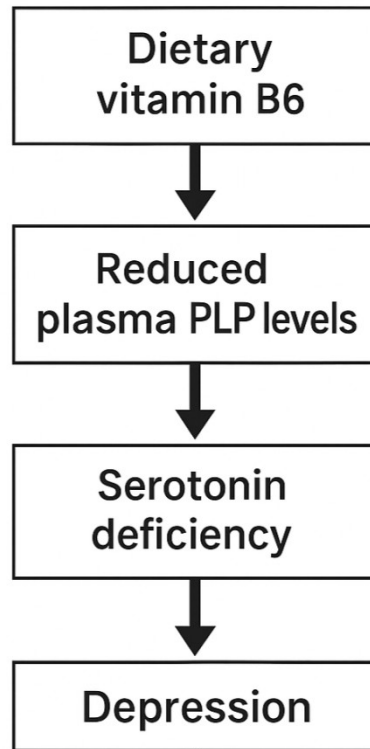 Dietary
vitamin B6
Reduced
plasma PLP levels
Serotonin
deficiency
Depression